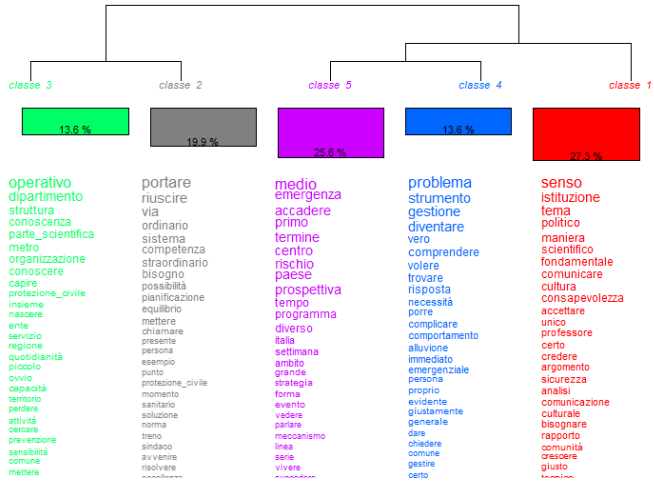 classe 3
classe 2
classe 5
classe 4
classe 1
13.6 %
19.9 %
25.6 %
13.6 %
27.3 %
operativo
dipartimento
struttura
conoscenza
parte_scientifica
metro
organizzazione
conoscere
capire
protezione_civile
insieme
nascere
ente
servizio
regione
quotidianità
piccolo
ovvio
capacità
territorio
perdere
attività
cercare
prevenzione
sensibilità
comune
mettere
portare
riuscire
via
ordinario
sistema
competenza
straordinario
bisogno
possibilità
pianificazione
equilibrio
mettere
chiamare
presente
persona
esempio
punto
protezione_civile
momento
sanitario
soluzione
norma
treno
sindaco
avvenire
risolvere
medio
emergenza
accadere
primo
termine
centro
rischio
paese
prospettiva
tempo
programma
diverso
italia
settimana
ambito
grande
strategia
forma
evento
vedere
parlare
meccanismo
linea
serie
vivere
problema
strumento
gestione
diventare
vero
comprendere
volere
trovare
risposta
necessità
porre
complicare
comportamento
alluvione
immediato
emergenziale
persona
proprio
evidente
giustamente
generale
dare
chiedere
comune
gestire
certo
senso
istituzione
tema
politico
maniera
scientifico
fondamentale
comunicare
cultura
consapevolezza
accettare
unico
professore
certo
credere
argomento
sicurezza
analisi
comunicazione
culturale
bisognare
rapporto
comunità
crescere
giusto